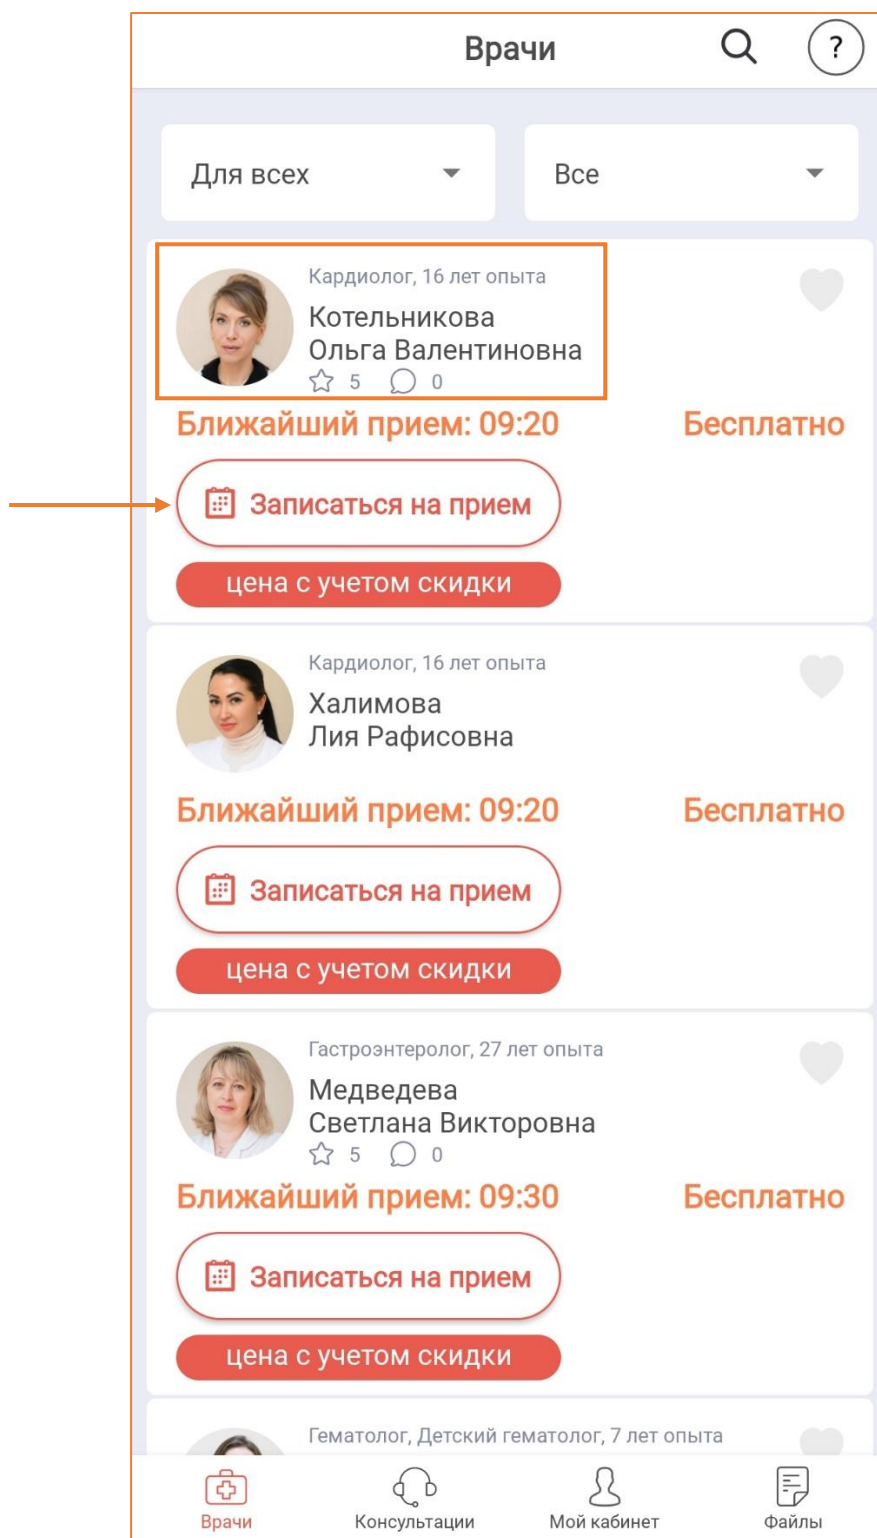 Врачи
?
Для всех
Все
Кардиолог, 16 лет опыта
Котельникова
Ольга Валентиновна
5 0
Ближайший прием: 09:20 Бесплатно
Записаться на прием
цена с учетом скидки
Кардиолог, 16 лет опыта
Халимова
Лия Рафисовна
Ближайший прием: 09:20 Бесплатно
Записаться на прием
цена с учетом скидки
Гастроэнтеролог, 27 лет опыта
Медведева
Светлана Викторовна
5 0
Ближайший прием: 09:30 Бесплатно
Записаться на прием
цена с учетом скидки
Гематолог, Детский гематолог, 7 лет опыта
Врачи Консультации Мой кабинет Файлы